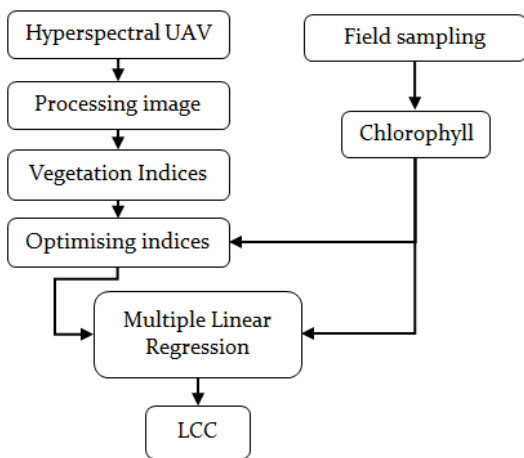 Hyperspectral UAV
Field sampling
Processing image
Chlorophyll
Vegetation Indices
Optimising indices
Multiple Linear
Regression
LCC